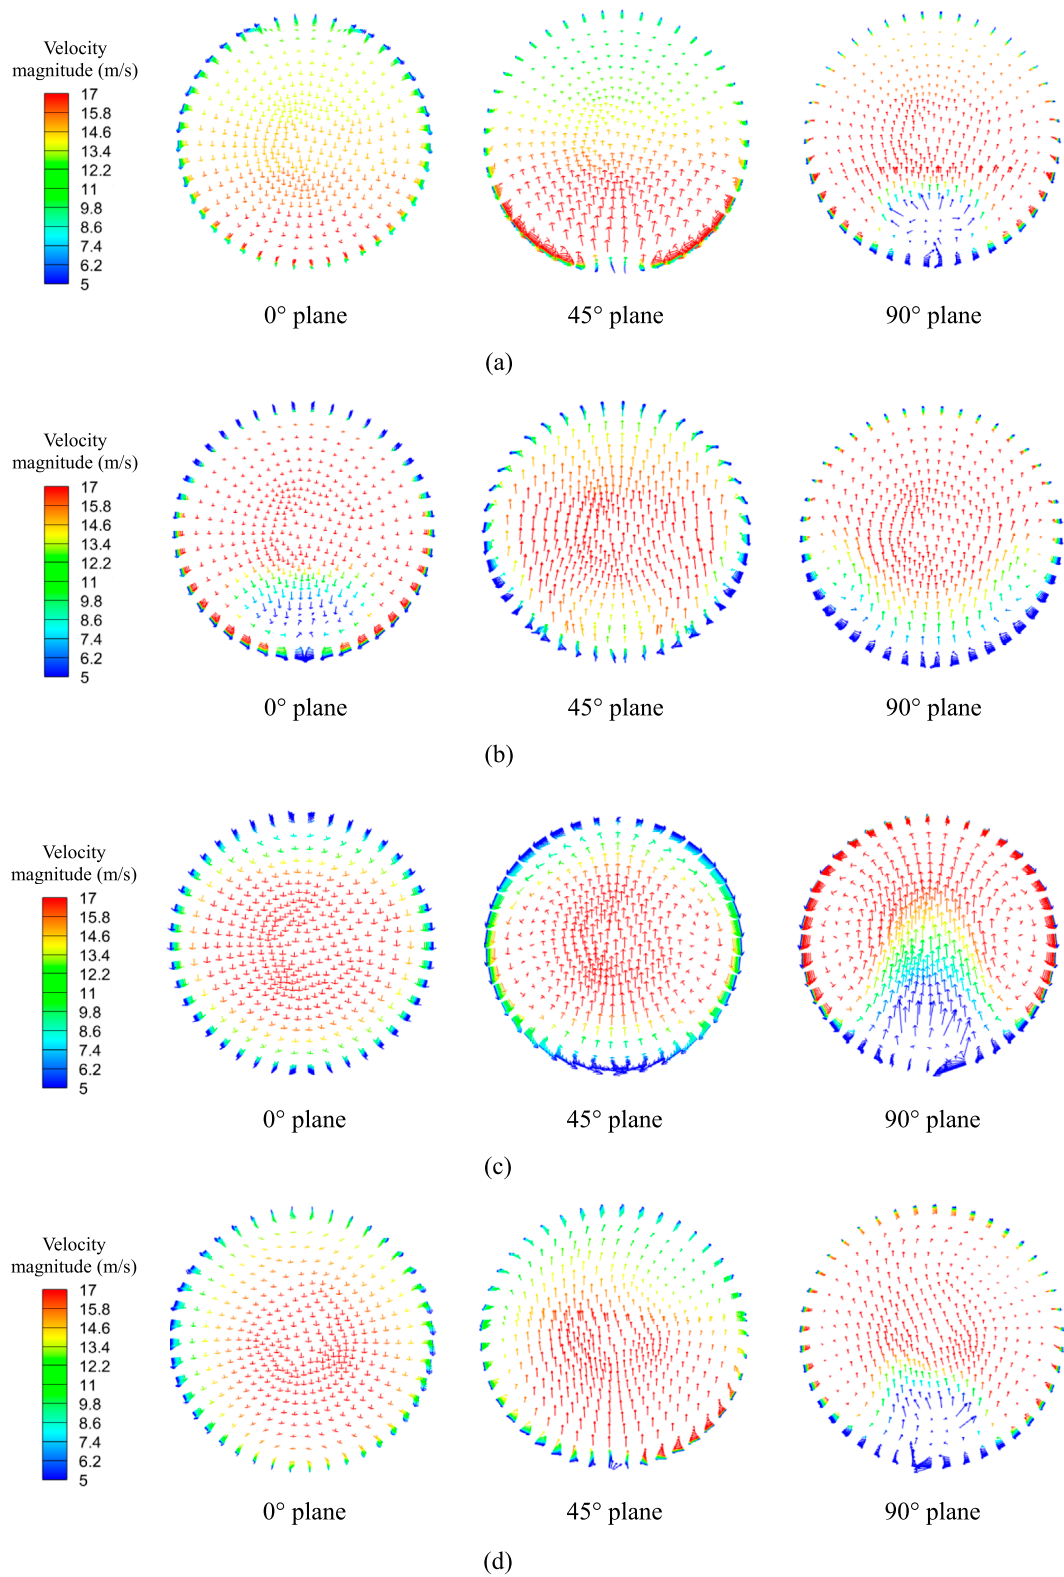 Velocity
magnitude (m/s)
17
15.8
14.6
13.4
12.2
11
9.8
8.6
7.4
6.2
5
0° plane
45° plane
90° plane
(a)
Velocity
magnitude (m/s)
17
15.8
14.6
13.4
12.2
11
9.8
8.6
7.4
6.2
5
0° plane
45° plane
90° plane
(b)
Velocity
magnitude (m/s)
17
15.8
14.6
13.4
12.2
11
9.8
8.6
7.4
6.2
5
0° plane
45° plane
90° plane
(c)
Velocity
magnitude (m/s)
17
15.8
14.6
13.4
12.2
11
9.8
8.6
7.4
6.2
5
0° plane
45° plane
90° plane
(d)